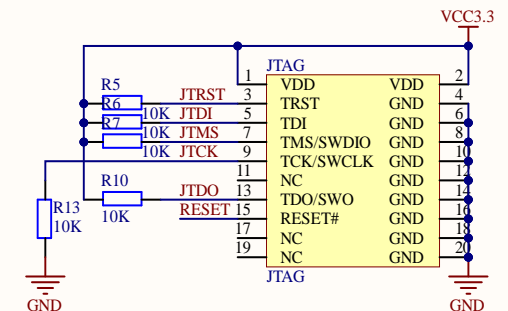 VCC3.3
JTAG
R5
JTRST
1
VDD
VDD
2
R6
10K
JTDI
3
TRST
GND
4
R7
10K
JTMS
5
TDI
GND
6
10K
JTCK
7
TMS/SWDIO
GND
8
9
TCK/SWCLK
GND
10
11
NC
GND
12
R10
10K
JTDO
13
TDO/SWO
GND
14
RESET
15
RESET#
GND
16
R13
10K
17
NC
GND
18
19
NC
GND
20
JTAG
GND
GND